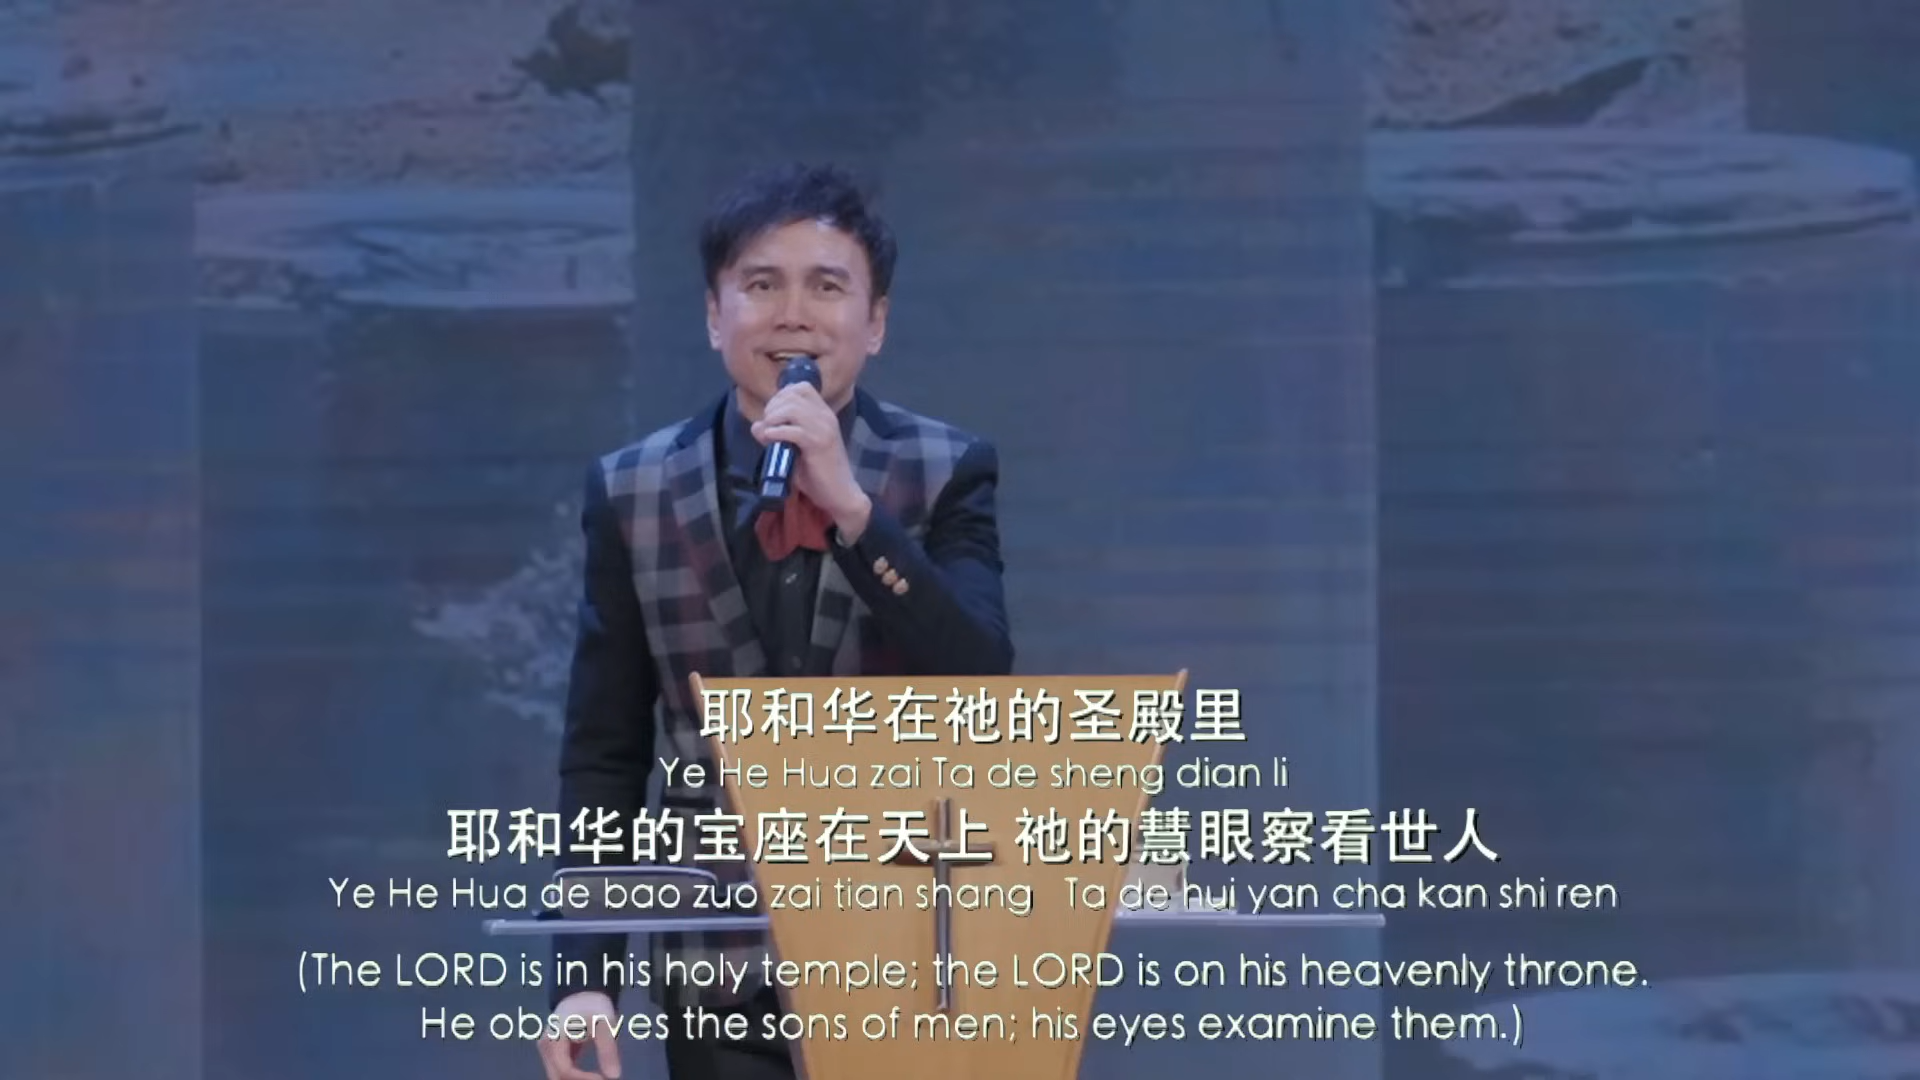 耶和华在祂的圣殿里
Ye He Hua zai Ta de sheng dian li
耶和华的宝座在天上 祂的慧眼察看世人
Ye He Hua de bao zuo zai tian shang Ta de hui yan cha kan shi ren
(The LORD is in his holy temple; the LORD is on his heavenly throne.
He observes the sons of men; his eyes examine them.)